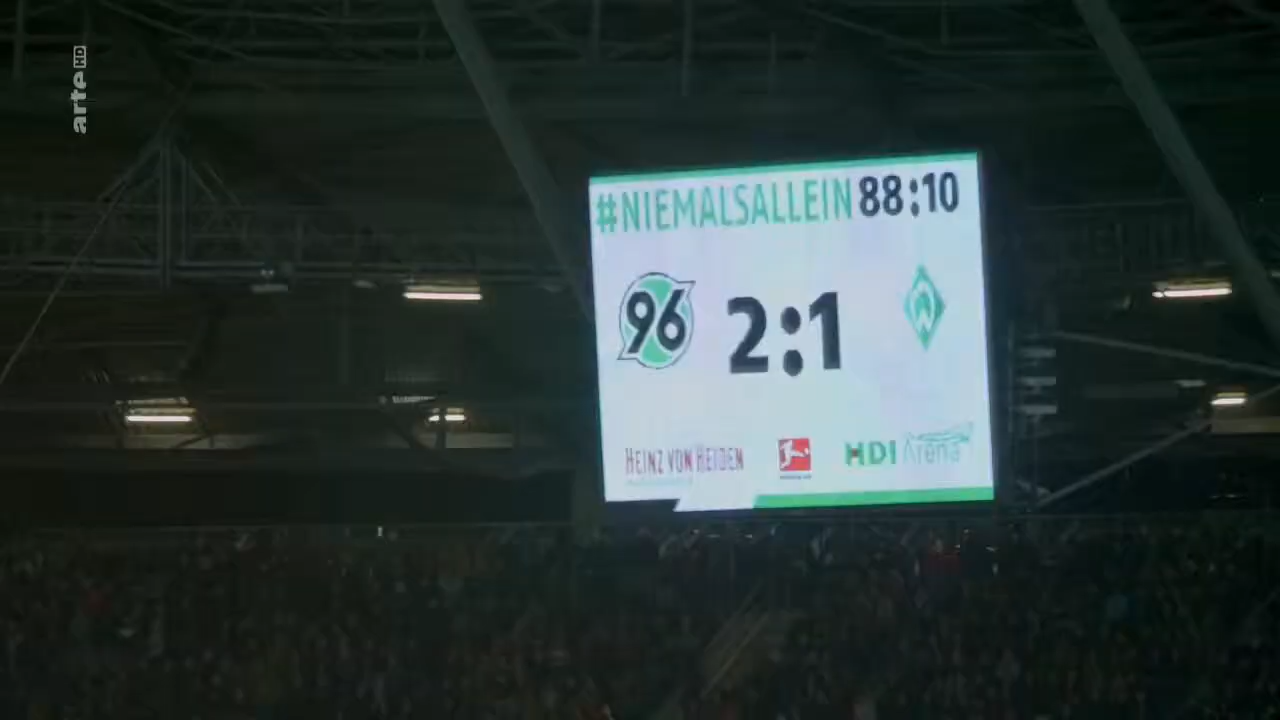 arte HD
#NIEMALSALLEIN 88:10
96 2:1 W
HEINZ VON HEIDEN
HDI Arena